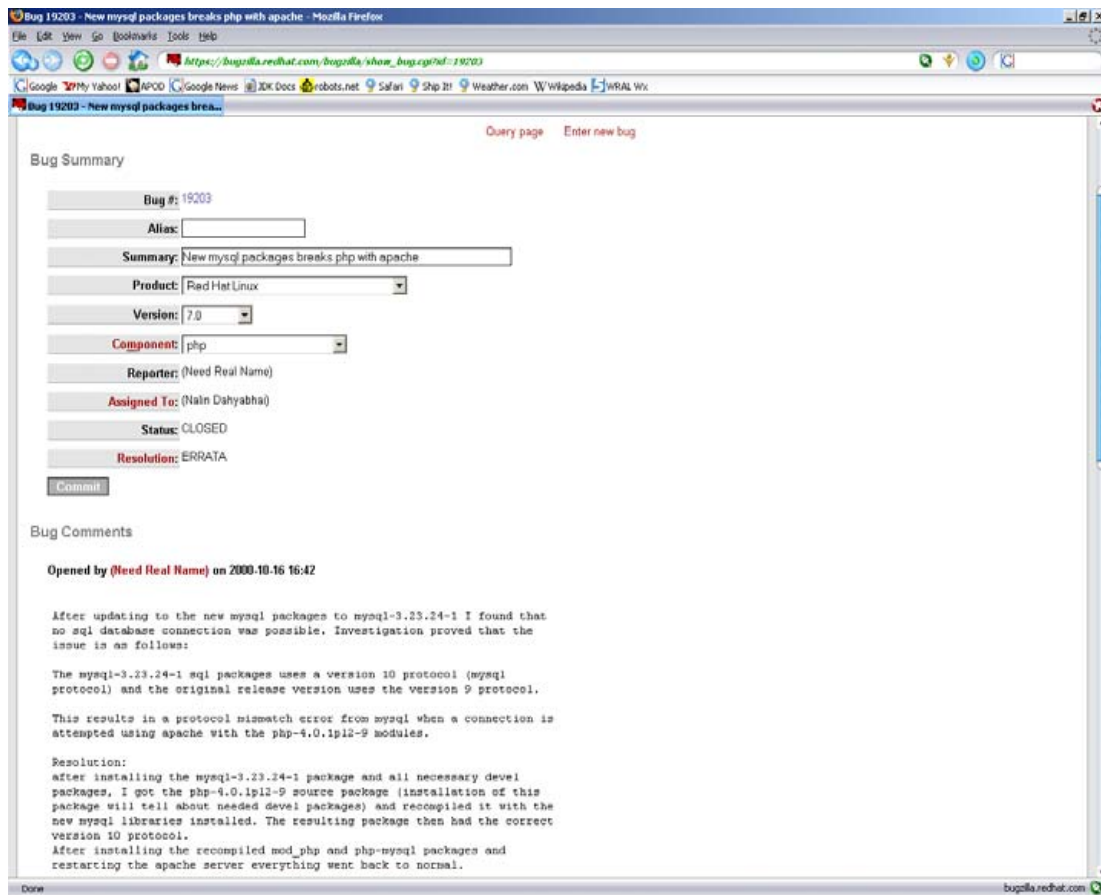 Bug 19203 - New mysql packages breaks php with apache - Mozilla Firefox
File Edit View Go Bookmarks Tools Help
https://bugzilla.redhat.com/bugzilla/show_bug.cgi?id=19203
Google My Yahoo! APOD Google News JDK Docs robots.net Safari Ship It! Weather.com Wikipedia WRAL Wx
Bug 19203 - New mysql packages brea...
Query page Enter new bug
Bug Summary
Bug #: 19203
Alias:
Summary: New mysql packages breaks php with apache
Product: Red Hat Linux
Version: 7.0
Component: php
Reporter: (Need Real Name)
Assigned To: (Nalin Dahyabhai)
Status: CLOSED
Resolution: ERRATA
Commit
Bug Comments
Opened by (Need Real Name) on 2000-10-16 16:42
After updating to the new mysql packages to mysql-3.23.24-1 I found that
no sql database connection was possible. Investigation proved that the
issue is as follows:
The mysql-3.23.24-1 sql packages uses a version 10 protocol (mysql
protocol) and the original release version uses the version 9 protocol.
This results in a protocol mismatch error from mysql when a connection is
attempted using apache with the php-4.0.1pl2-9 modules.
Resolution:
after installing the mysql-3.23.24-1 package and all necessary devel
packages, I got the php-4.0.1pl2-9 source package (installation of this
package will tell about needed devel packages) and recompiled it with the
new mysql libraries installed. The resulting package then had the correct
version 10 protocol.
After installing the recompiled mod_php and php-mysql packages and
restarting the apache server everything went back to normal.
Done
bugzilla.redhat.com